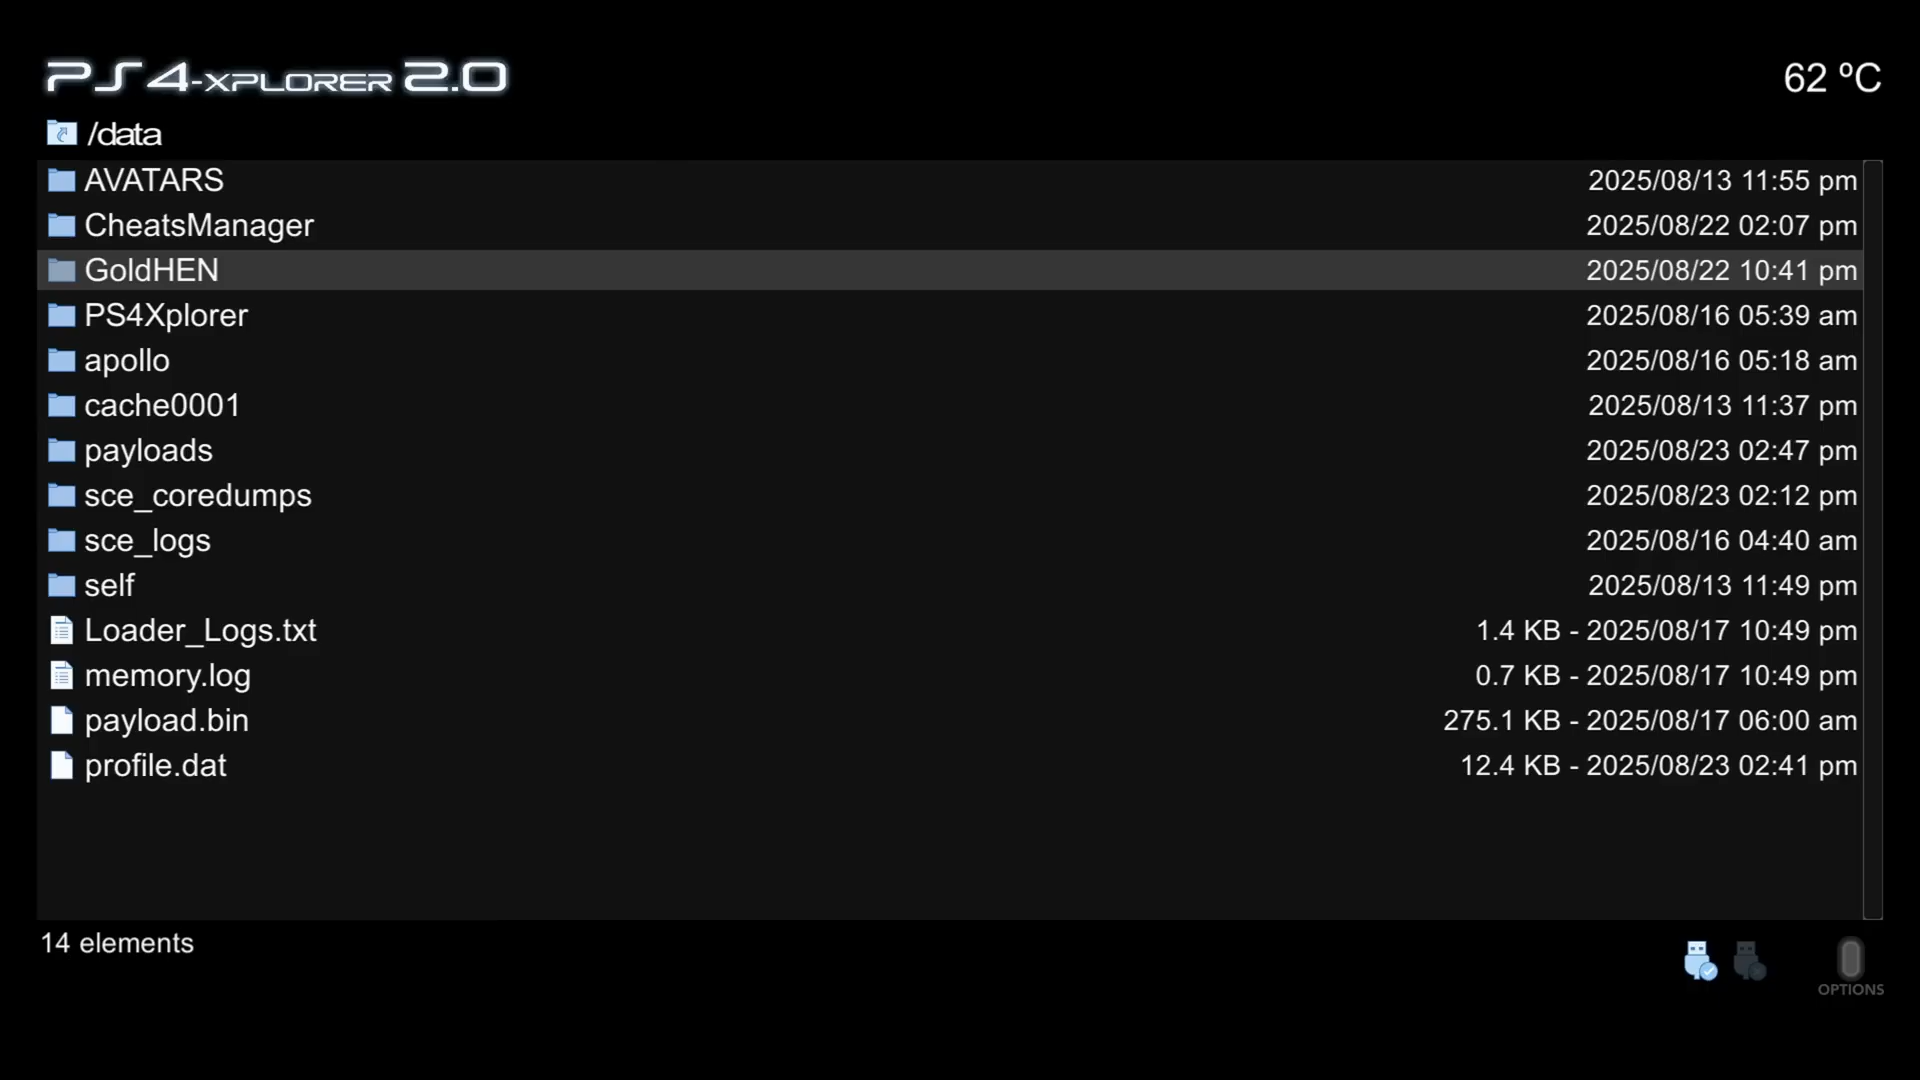 PS4-XPLORER 2.0
62 ºC
/data
AVATARS 2025/08/13 11:55 pm
CheatsManager 2025/08/22 02:07 pm
GoldHEN 2025/08/22 10:41 pm
PS4Xplorer 2025/08/16 05:39 am
apollo 2025/08/16 05:18 am
cache0001 2025/08/13 11:37 pm
payloads 2025/08/23 02:47 pm
sce_coredumps 2025/08/23 02:12 pm
sce_logs 2025/08/16 04:40 am
self 2025/08/13 11:49 pm
Loader_Logs.txt 1.4 KB - 2025/08/17 10:49 pm
memory.log 0.7 KB - 2025/08/17 10:49 pm
payload.bin 275.1 KB - 2025/08/17 06:00 am
profile.dat 12.4 KB - 2025/08/23 02:41 pm
14 elements
OPTIONS